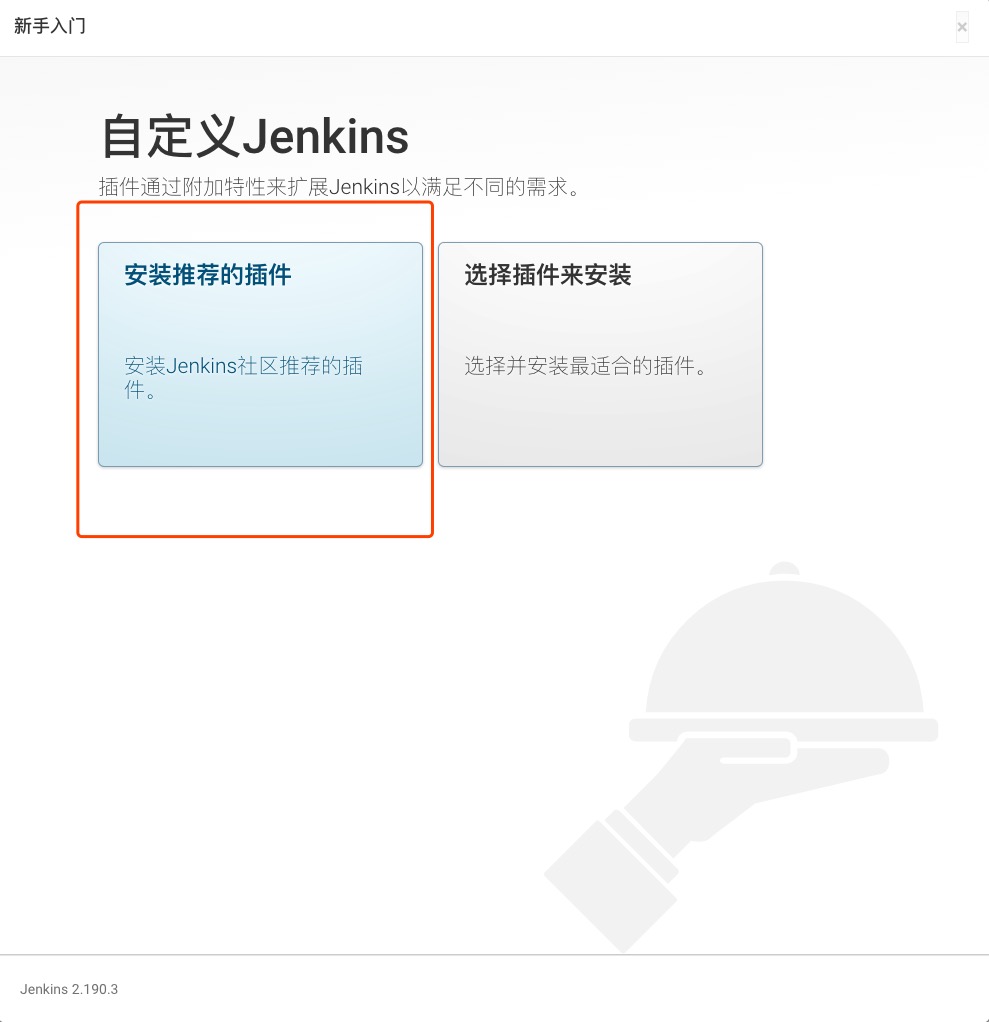 新手入门
×
自定义Jenkins
插件通过附加特性来扩展Jenkins以满足不同的需求。
安装推荐的插件
安装Jenkins社区推荐的插
件。
选择插件来安装
选择并安装最适合的插件。
Jenkins 2.190.3